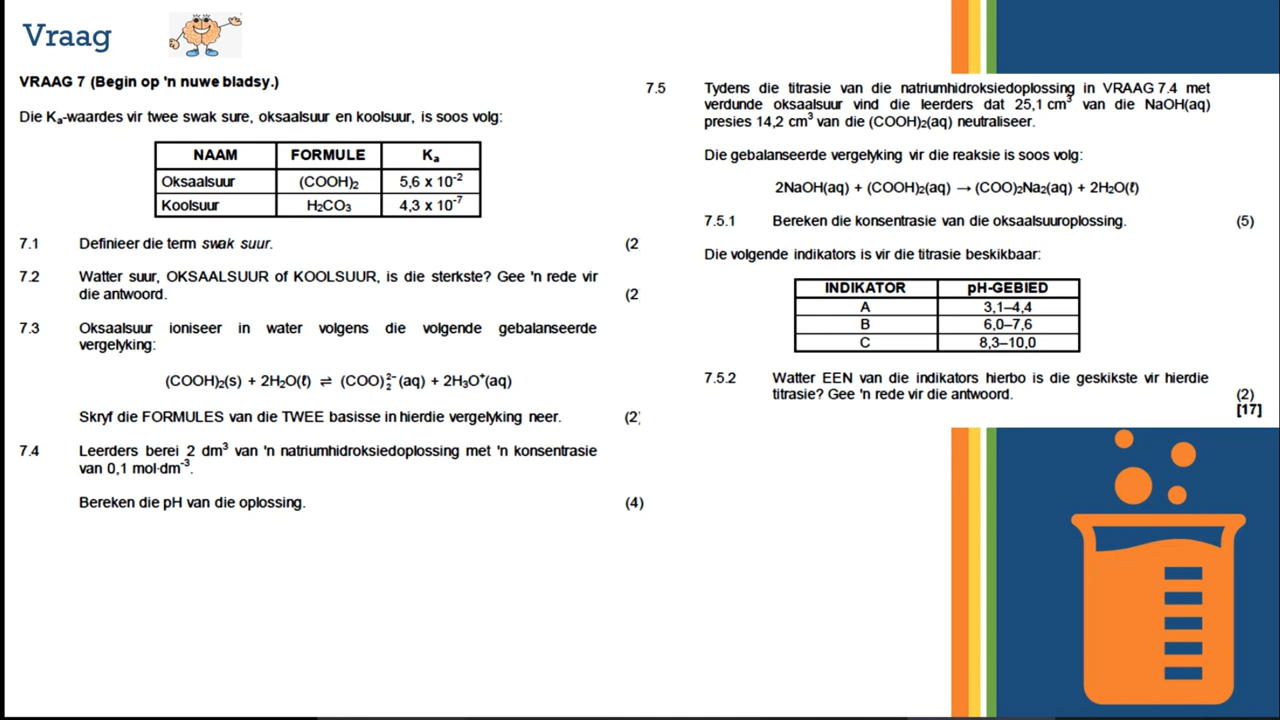 Vraag
VRAAG 7 (Begin op 'n nuwe bladsy.)
Die Kₐ-waardes vir twee swak sure, oksaalsuur en koolsuur, is soos volg:
NAAM FORMULE Kₐ
Oksaalsuur (COOH)₂ 5,6 x 10⁻²
Koolsuur H₂CO₃ 4,3 x 10⁻⁷
7.1 Definieer die term swak suur. (2
7.2 Watter suur, OKSAALSUUR of KOOLSUUR, is die sterkste? Gee 'n rede vir
die antwoord. (2
7.3 Oksaalsuur ioniseer in water volgens die volgende gebalanseerde
vergelyking:
(COOH)₂(s) + 2H₂O(ℓ) ⇌ (COO)₂²⁻(aq) + 2H₃O⁺(aq)
Skryf die FORMULES van die TWEE basisse in hierdie vergelyking neer. (2)
7.4 Leerders berei 2 dm³ van 'n natriumhidroksiedoplossing met 'n konsentrasie
van 0,1 mol·dm⁻³.
Bereken die pH van die oplossing. (4)
7.5 Tydens die titrasie van die natriumhidroksiedoplossing in VRAAG 7.4 met
verdunde oksaalsuur vind die leerders dat 25,1 cm³ van die NaOH(aq)
presies 14,2 cm³ van die (COOH)₂(aq) neutraliseer.
Die gebalanseerde vergelyking vir die reaksie is soos volg:
2NaOH(aq) + (COOH)₂(aq) → (COO)₂Na₂(aq) + 2H₂O(ℓ)
7.5.1 Bereken die konsentrasie van die oksaalsuuroplossing. (5)
Die volgende indikators is vir die titrasie beskikbaar:
INDIKATOR pH-GEBIED
A 3,1–4,4
B 6,0–7,6
C 8,3–10,0
7.5.2 Watter EEN van die indikators hierbo is die geskikste vir hierdie
titrasie? Gee 'n rede vir die antwoord. (2)
[17]